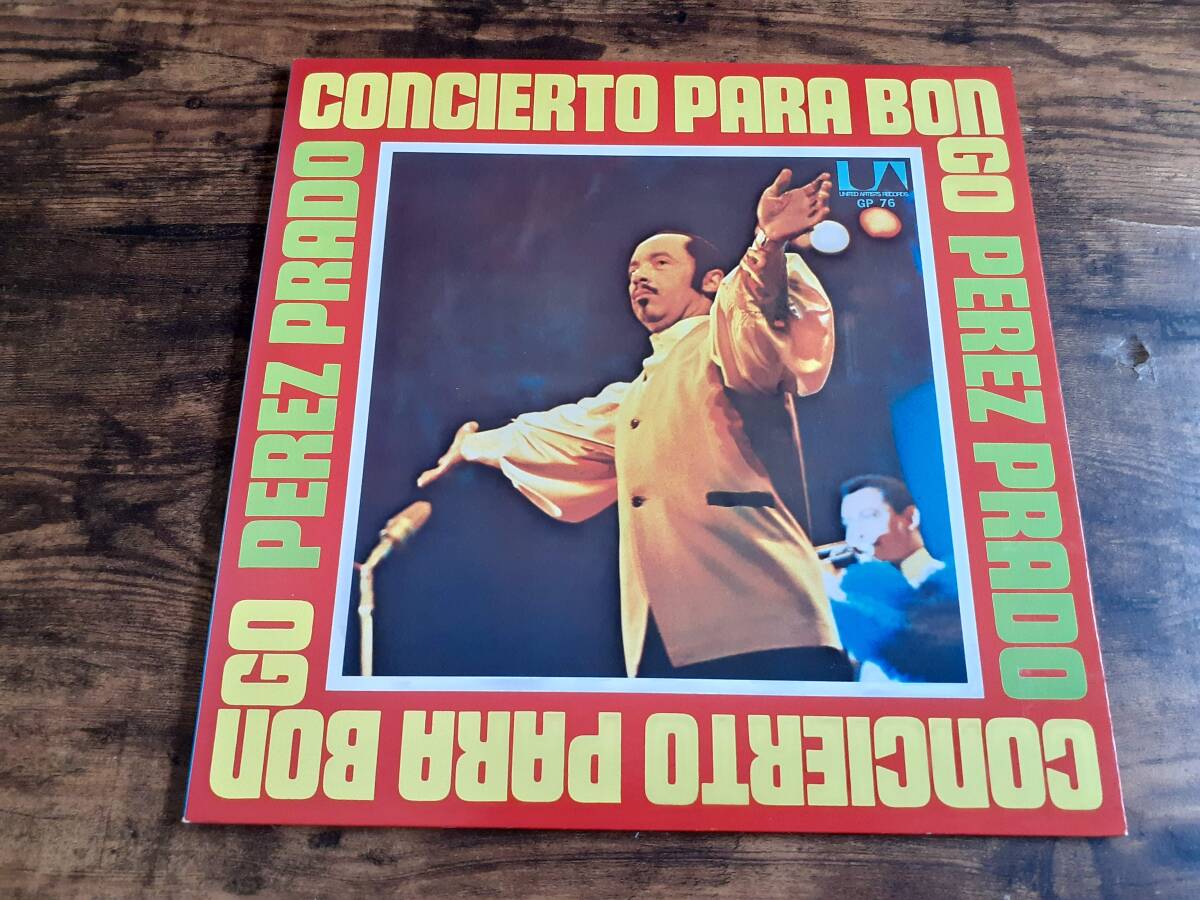 CONCIERTO PARA BONGO PEREZ PRADO
CONCIERTO PARA BONGO PEREZ PRADO
UA
UNITED ARTISTS RECORDS
GP 76